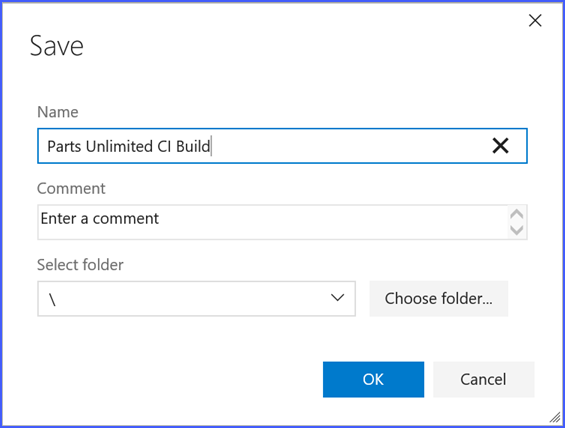 Save
Name
Parts Unlimited CI Build
Comment
Enter a comment
Select folder
\
Choose folder...
OK
Cancel